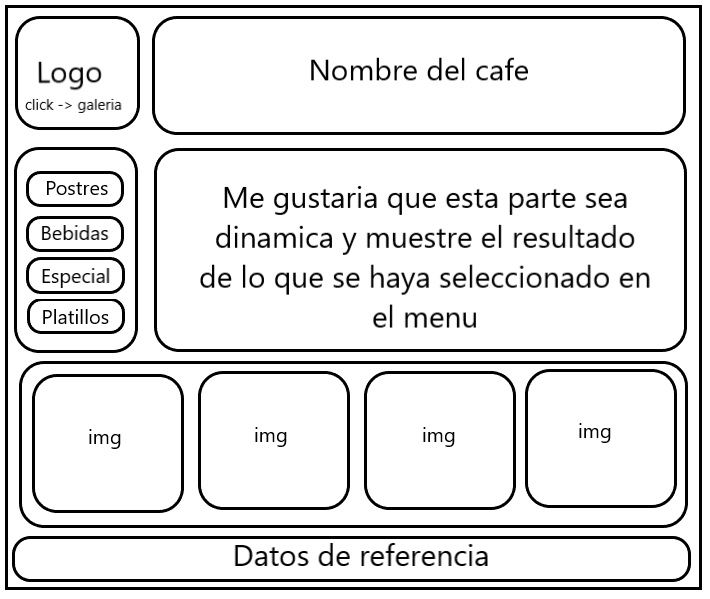 Logo
click -> galeria
Nombre del cafe
Postres
Bebidas
Especial
Platillos
Me gustaria que esta parte sea
dinamica y muestre el resultado
de lo que se haya seleccionado en
el menu
img
img
img
img
Datos de referencia